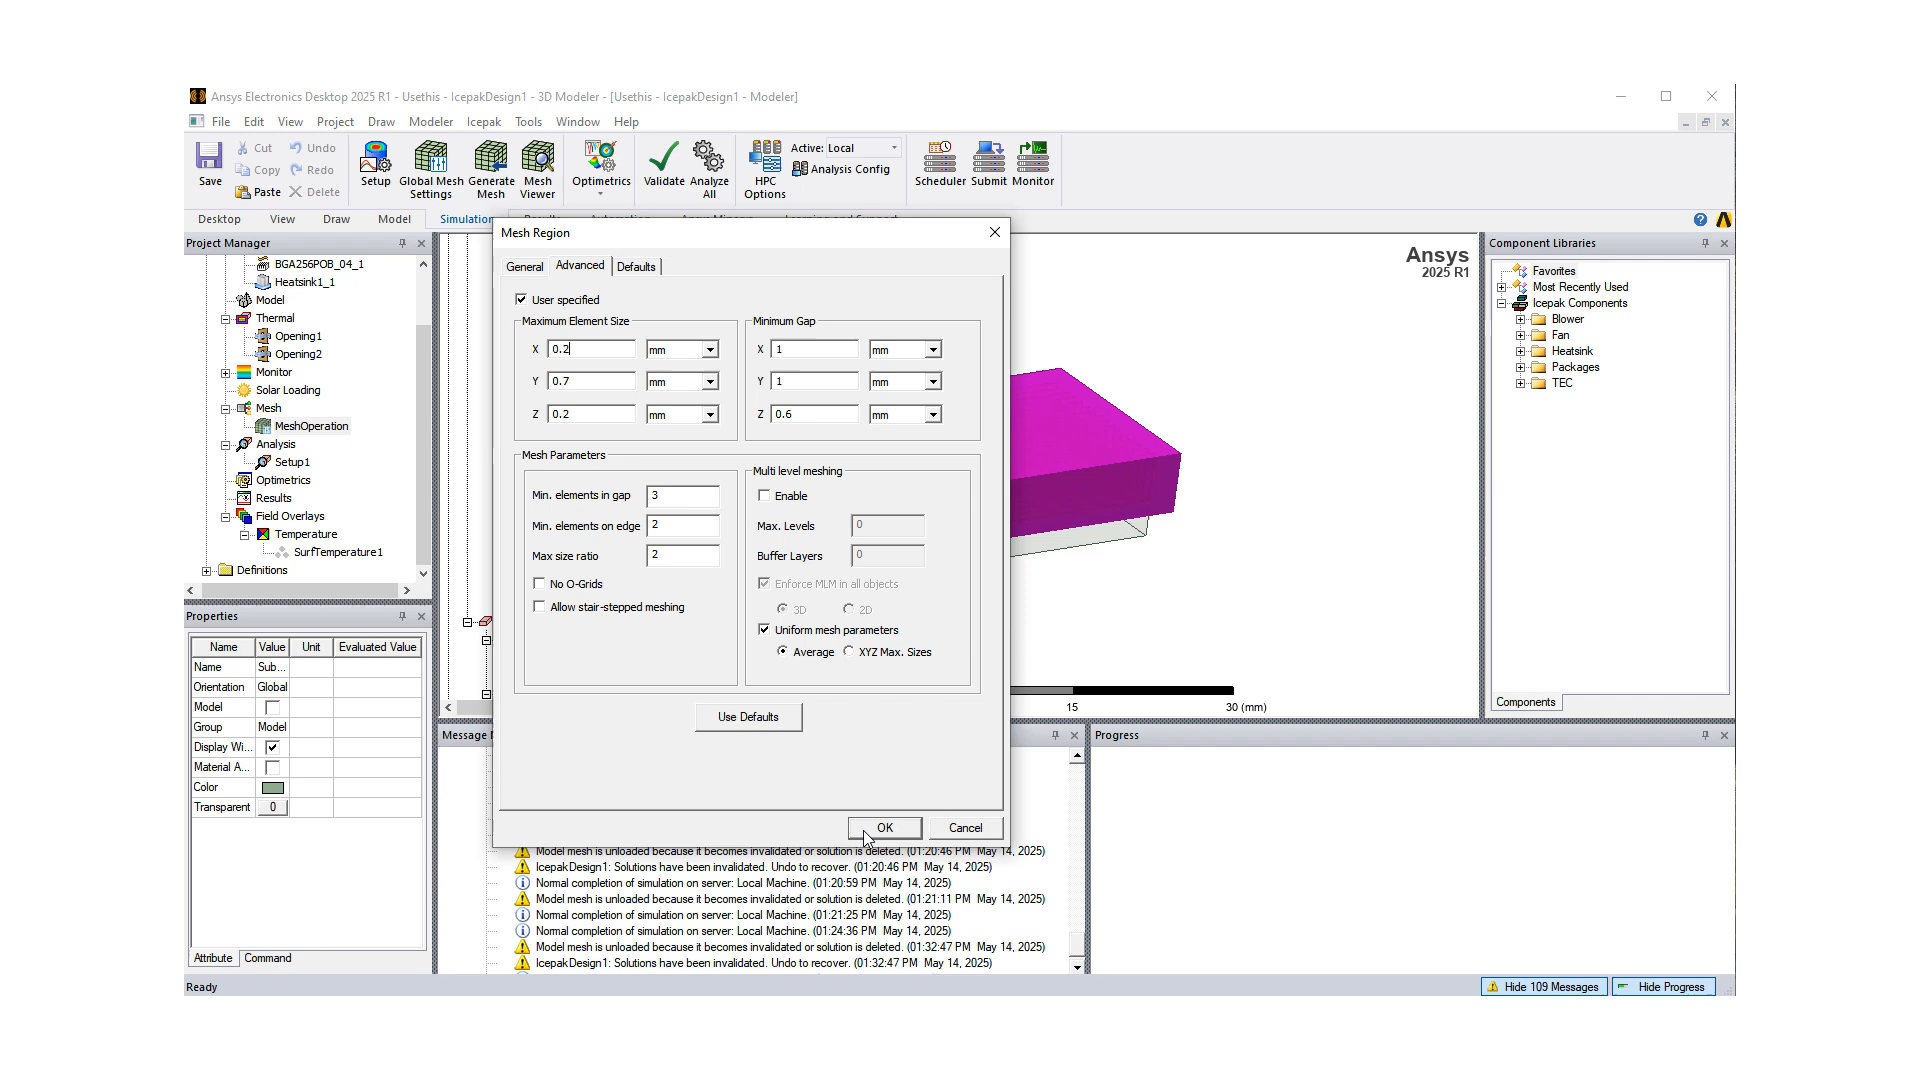 Ansys Electronics Desktop 2025 R1 - Usethis - IcepakDesign1 - 3D Modeler - [Usethis - IcepakDesign1 - Modeler]
File Edit View Project Draw Modeler Icepak Tools Window Help
Save
Cut Undo
Copy Redo
Paste Delete
Setup
Global Mesh Settings
Generate Mesh
Mesh Viewer
Optimetrics
Validate
Analyze All
HPC Options
Active: Local
Analysis Config
Scheduler Submit Monitor
Desktop View Draw Model Simulation
Project Manager
BGA256POB_04_1
Heatsink1_1
Model
Thermal
Opening1
Opening2
Monitor
Solar Loading
Mesh
MeshOperation
Analysis
Setup1
Optimetrics
Results
Field Overlays
Temperature
SurfTemperature1
Definitions
Properties
Name Value Unit Evaluated Value
Name Sub...
Orientation Global
Model
Group Model
Display Wi...
Material A...
Color
Transparent 0
Attribute Command
Ready
Mesh Region
General Advanced Defaults
User specified
Maximum Element Size
X 0.2 mm
Y 0.7 mm
Z 0.2 mm
Minimum Gap
X 1 mm
Y 1 mm
Z 0.6 mm
Mesh Parameters
Min. elements in gap 3
Min. elements on edge 2
Max size ratio 2
No O-Grids
Allow stair-stepped meshing
Multi level meshing
Enable
Max. Levels 0
Buffer Layers 0
Enforce MLM in all objects
3D 2D
Uniform mesh parameters
Average XYZ Max. Sizes
Use Defaults
OK Cancel
Ansys
2025 R1
15 30 (mm)
Message
Model mesh is unloaded because it becomes invalidated or solution is deleted. (01:20:46 PM May 14, 2025)
IcepakDesign1: Solutions have been invalidated. Undo to recover. (01:20:46 PM May 14, 2025)
Normal completion of simulation on server: Local Machine. (01:20:59 PM May 14, 2025)
Model mesh is unloaded because it becomes invalidated or solution is deleted. (01:21:11 PM May 14, 2025)
Normal completion of simulation on server: Local Machine. (01:21:25 PM May 14, 2025)
Normal completion of simulation on server: Local Machine. (01:24:36 PM May 14, 2025)
Model mesh is unloaded because it becomes invalidated or solution is deleted. (01:32:47 PM May 14, 2025)
IcepakDesign1: Solutions have been invalidated. Undo to recover. (01:32:47 PM May 14, 2025)
Progress
Component Libraries
Favorites
Most Recently Used
Icepak Components
Blower
Fan
Heatsink
Packages
TEC
Components
Hide 109 Messages Hide Progress